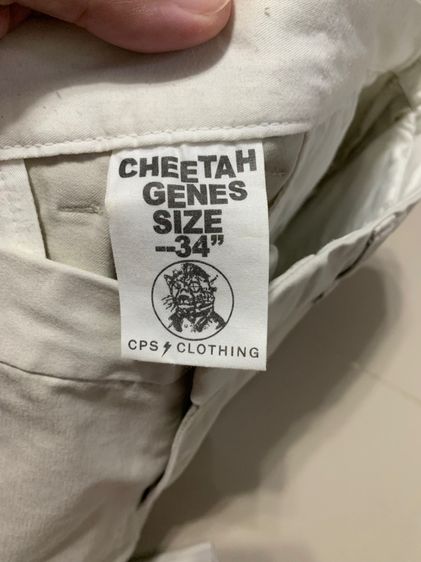 CHEETAH
GENES
SIZE
--34"
CPS⚡CLOTHING